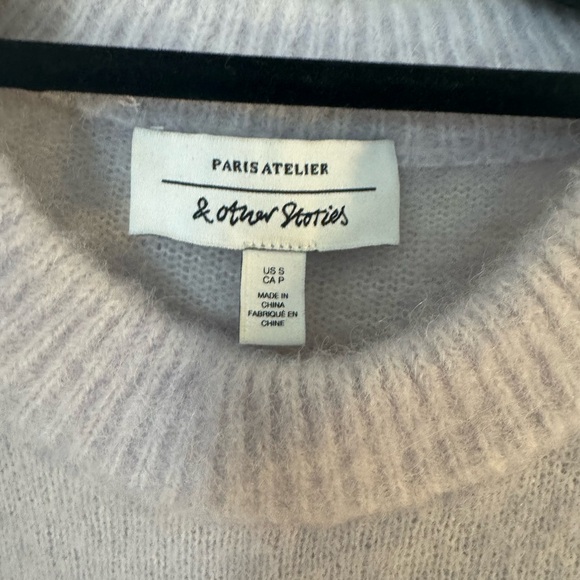 PARIS ATELIER
& other Stories
US S
CA P
MADE IN
CHINA
FABRIQUÉ EN
CHINE